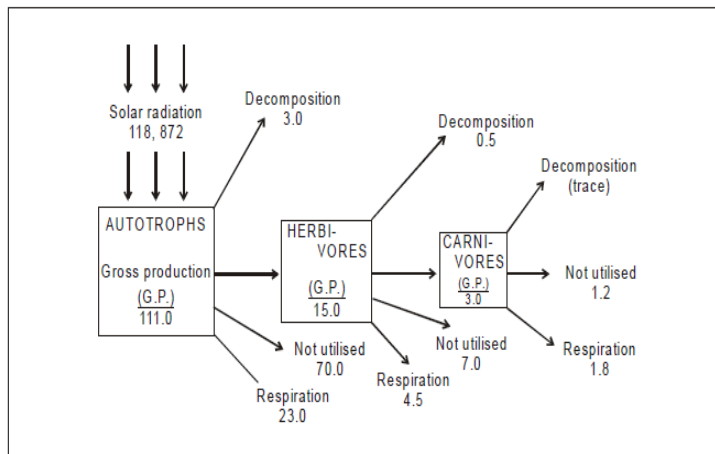 Solar radiation
118, 872
Decomposition
3.0
Decomposition
0.5
Decomposition
(trace)
AUTOTROPHS
Gross production
(G.P.)
111.0
HERBI-
VORES
(G.P.)
15.0
CARNI-
VORES
(G.P.)
3.0
Not utilised
1.2
Not utilised
70.0
Not utilised
7.0
Respiration
1.8
Respiration
4.5
Respiration
23.0